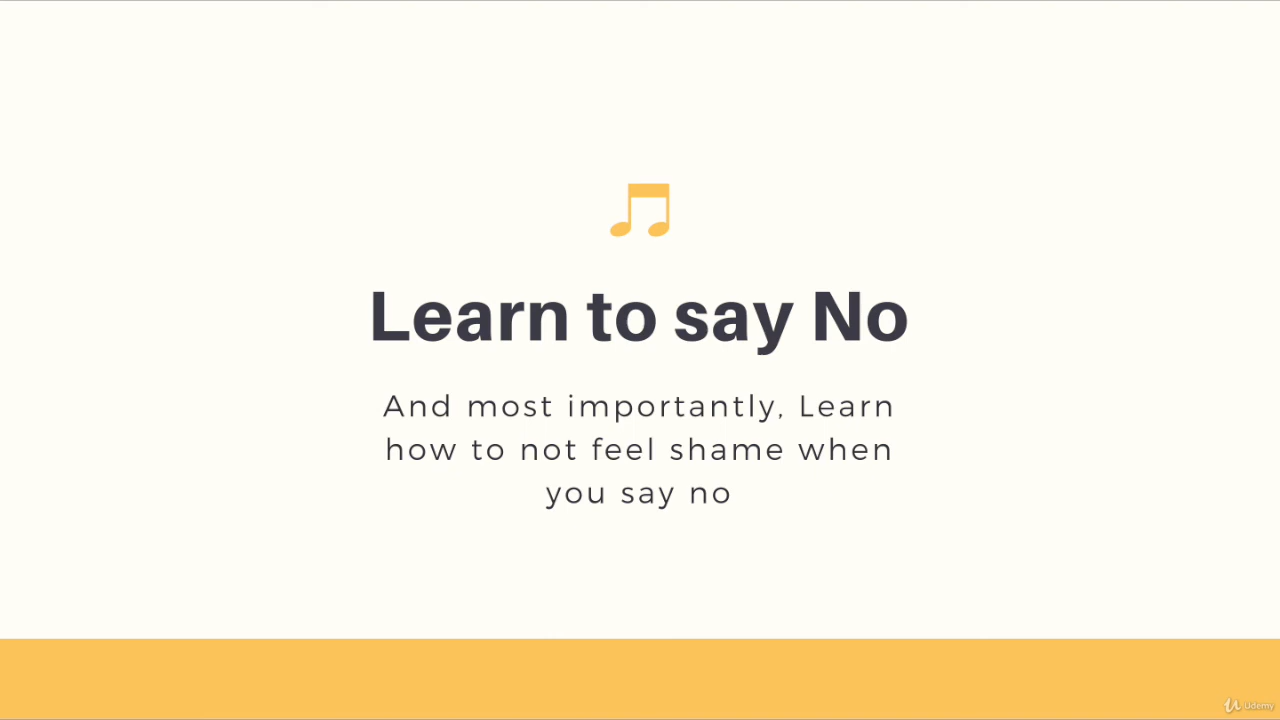 Learn to say No
And most importantly, Learn
how to not feel shame when
you say no
Udemy